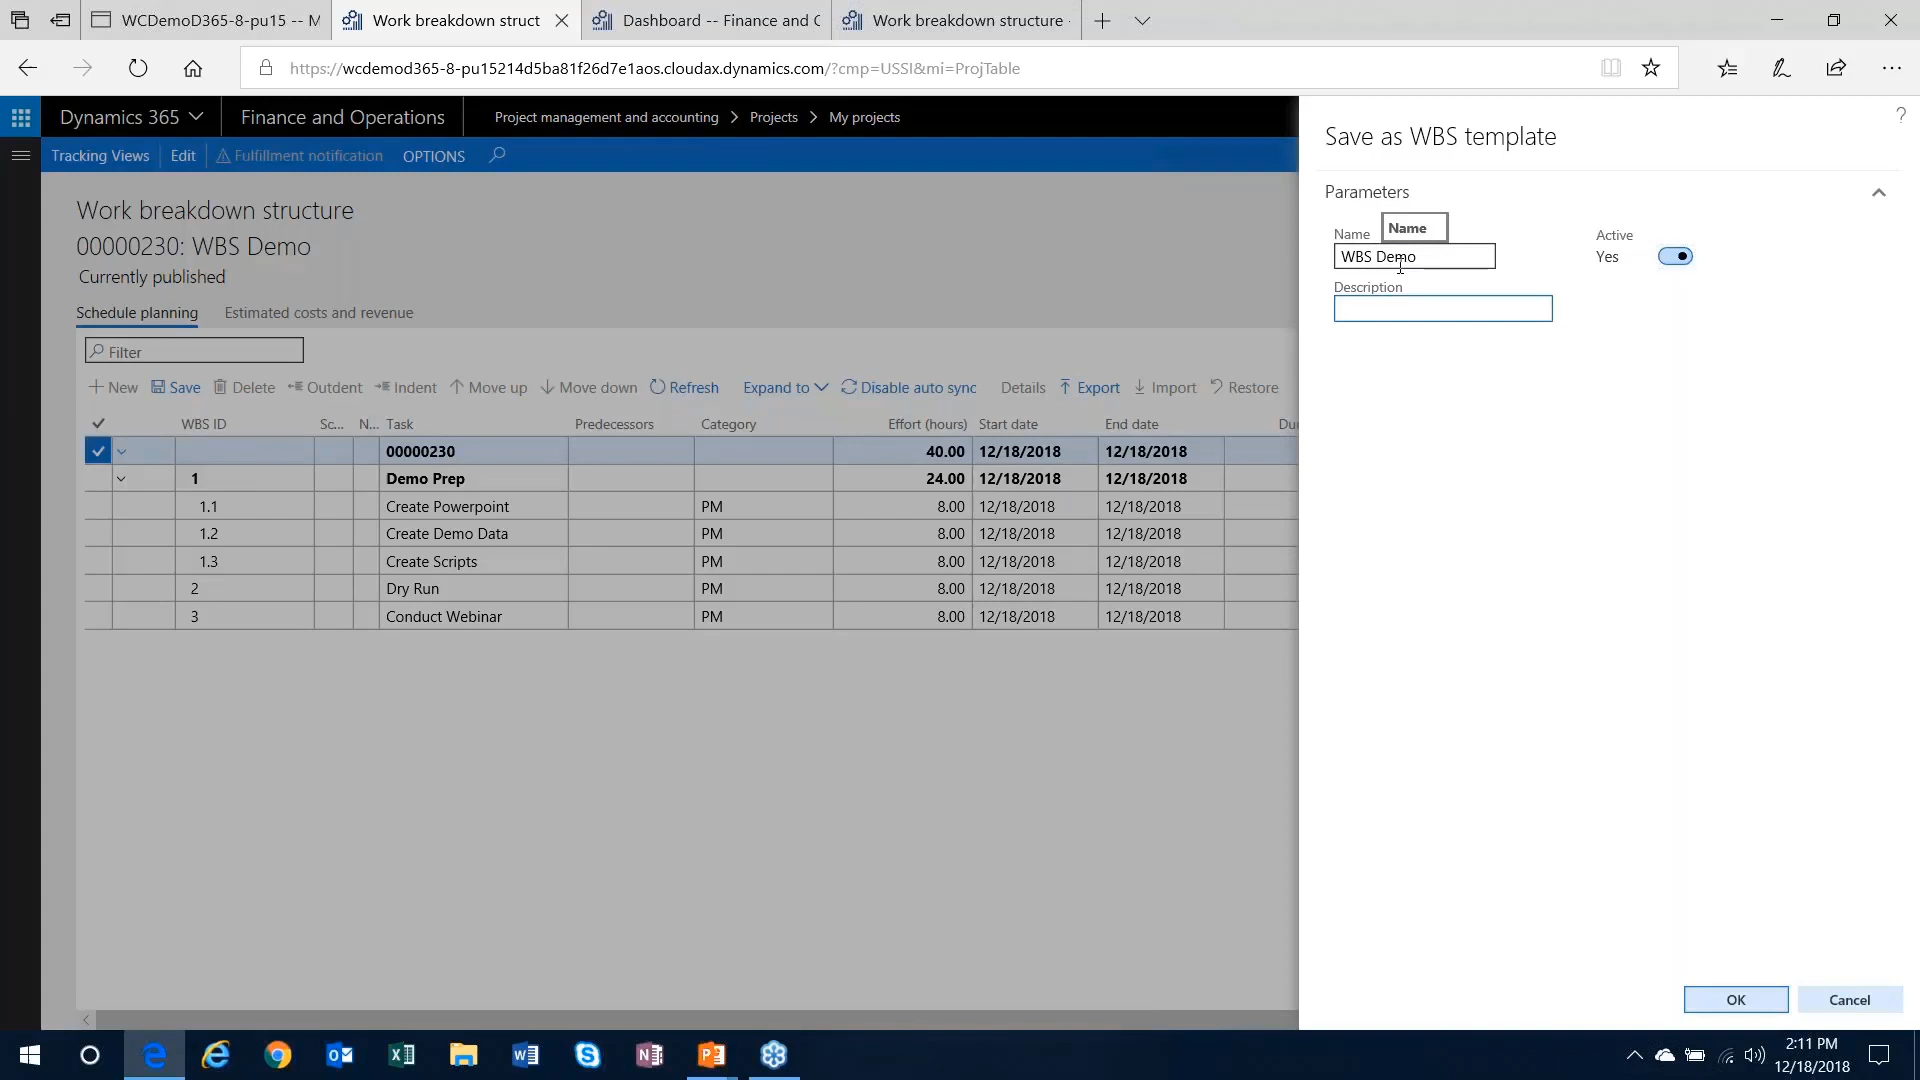 WCDemoD365-8-pu15 -- M
Work breakdown struct
Dashboard -- Finance and C
Work breakdown structure
https://wcdemod365-8-pu15214d5ba81f26d7e1aos.cloudax.dynamics.com/?cmp=USSI&mi=ProjTable
Dynamics 365
Finance and Operations
Project management and accounting > Projects > My projects
Tracking Views
Edit
Fulfillment notification
OPTIONS
Work breakdown structure
00000230: WBS Demo
Currently published
Schedule planning
Estimated costs and revenue
Filter
New Save Delete Outdent Indent Move up Move down Refresh Expand to Disable auto sync Details Export Import Restore
WBS ID Sc... N... Task Predecessors Category Effort (hours) Start date End date Du
00000230 40.00 12/18/2018 12/18/2018
1 Demo Prep 24.00 12/18/2018 12/18/2018
1.1 Create Powerpoint PM 8.00 12/18/2018 12/18/2018
1.2 Create Demo Data PM 8.00 12/18/2018 12/18/2018
1.3 Create Scripts PM 8.00 12/18/2018 12/18/2018
2 Dry Run PM 8.00 12/18/2018 12/18/2018
3 Conduct Webinar PM 8.00 12/18/2018 12/18/2018
?
Save as WBS template
Parameters
Name
Name
WBS Demo
Active
Yes
Description
OK
Cancel
2:11 PM
12/18/2018